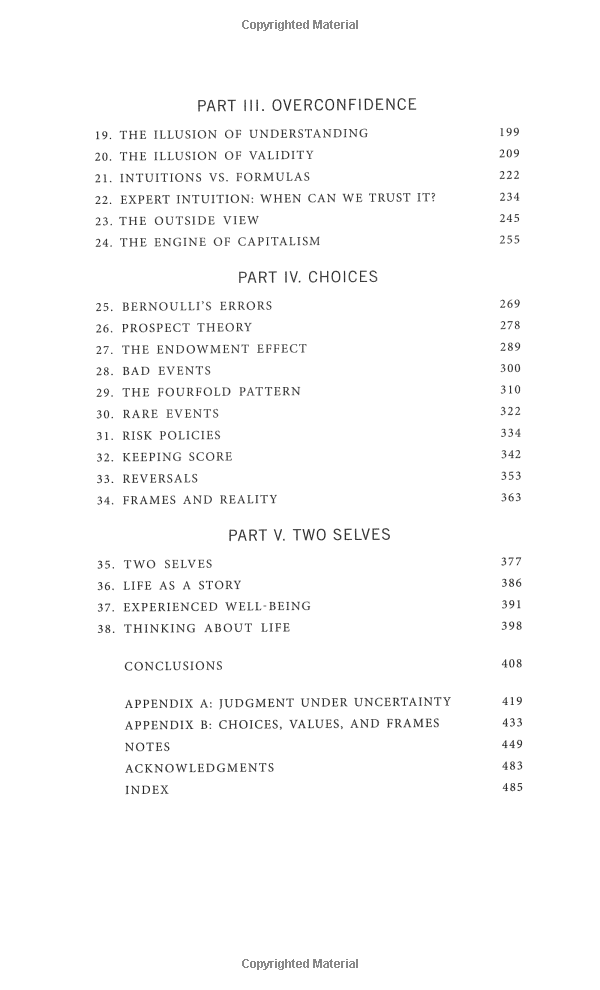 Copyrighted Material
PART III. OVERCONFIDENCE
19. THE ILLUSION OF UNDERSTANDING 199
20. THE ILLUSION OF VALIDITY 209
21. INTUITIONS VS. FORMULAS 222
22. EXPERT INTUITION: WHEN CAN WE TRUST IT? 234
23. THE OUTSIDE VIEW 245
24. THE ENGINE OF CAPITALISM 255
PART IV. CHOICES
25. BERNOULLI'S ERRORS 269
26. PROSPECT THEORY 278
27. THE ENDOWMENT EFFECT 289
28. BAD EVENTS 300
29. THE FOURFOLD PATTERN 310
30. RARE EVENTS 322
31. RISK POLICIES 334
32. KEEPING SCORE 342
33. REVERSALS 353
34. FRAMES AND REALITY 363
PART V. TWO SELVES
35. TWO SELVES 377
36. LIFE AS A STORY 386
37. EXPERIENCED WELL-BEING 391
38. THINKING ABOUT LIFE 398
CONCLUSIONS 408
APPENDIX A: JUDGMENT UNDER UNCERTAINTY 419
APPENDIX B: CHOICES, VALUES, AND FRAMES 433
NOTES 449
ACKNOWLEDGMENTS 483
INDEX 485
Copyrighted Material